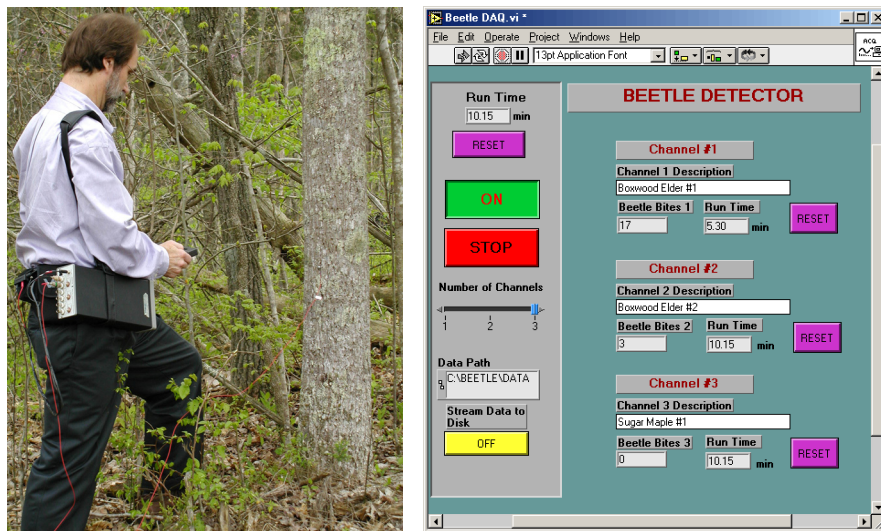 Beetle DAQ.vi *
File Edit Operate Project Windows Help
13pt Application Font
ACQ
Run Time
10.15 min
RESET
ON
STOP
Number of Channels
1 2 3
Data Path
C:\BEETLE\DATA
Stream Data to
Disk
OFF
BEETLE DETECTOR
Channel #1
Channel 1 Description
Boxwood Elder #1
Beetle Bites 1 Run Time
17 5.30 min RESET
Channel #2
Channel 2 Description
Boxwood Elder #2
Beetle Bites 2 Run Time
3 10.15 min RESET
Channel #3
Channel 3 Description
Sugar Maple #1
Beetle Bites 3 Run Time
0 10.15 min RESET